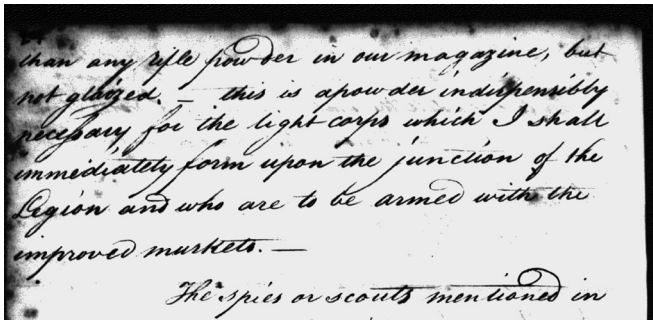 than any rifle powder in our magazine, but
not glaized. – this is a powder indispensibly
necessary for the light corps which I shall
immediately form upon the junction of the
Legion and who are to be armed with the
improved muskets. —
The spies or scouts mentioned in